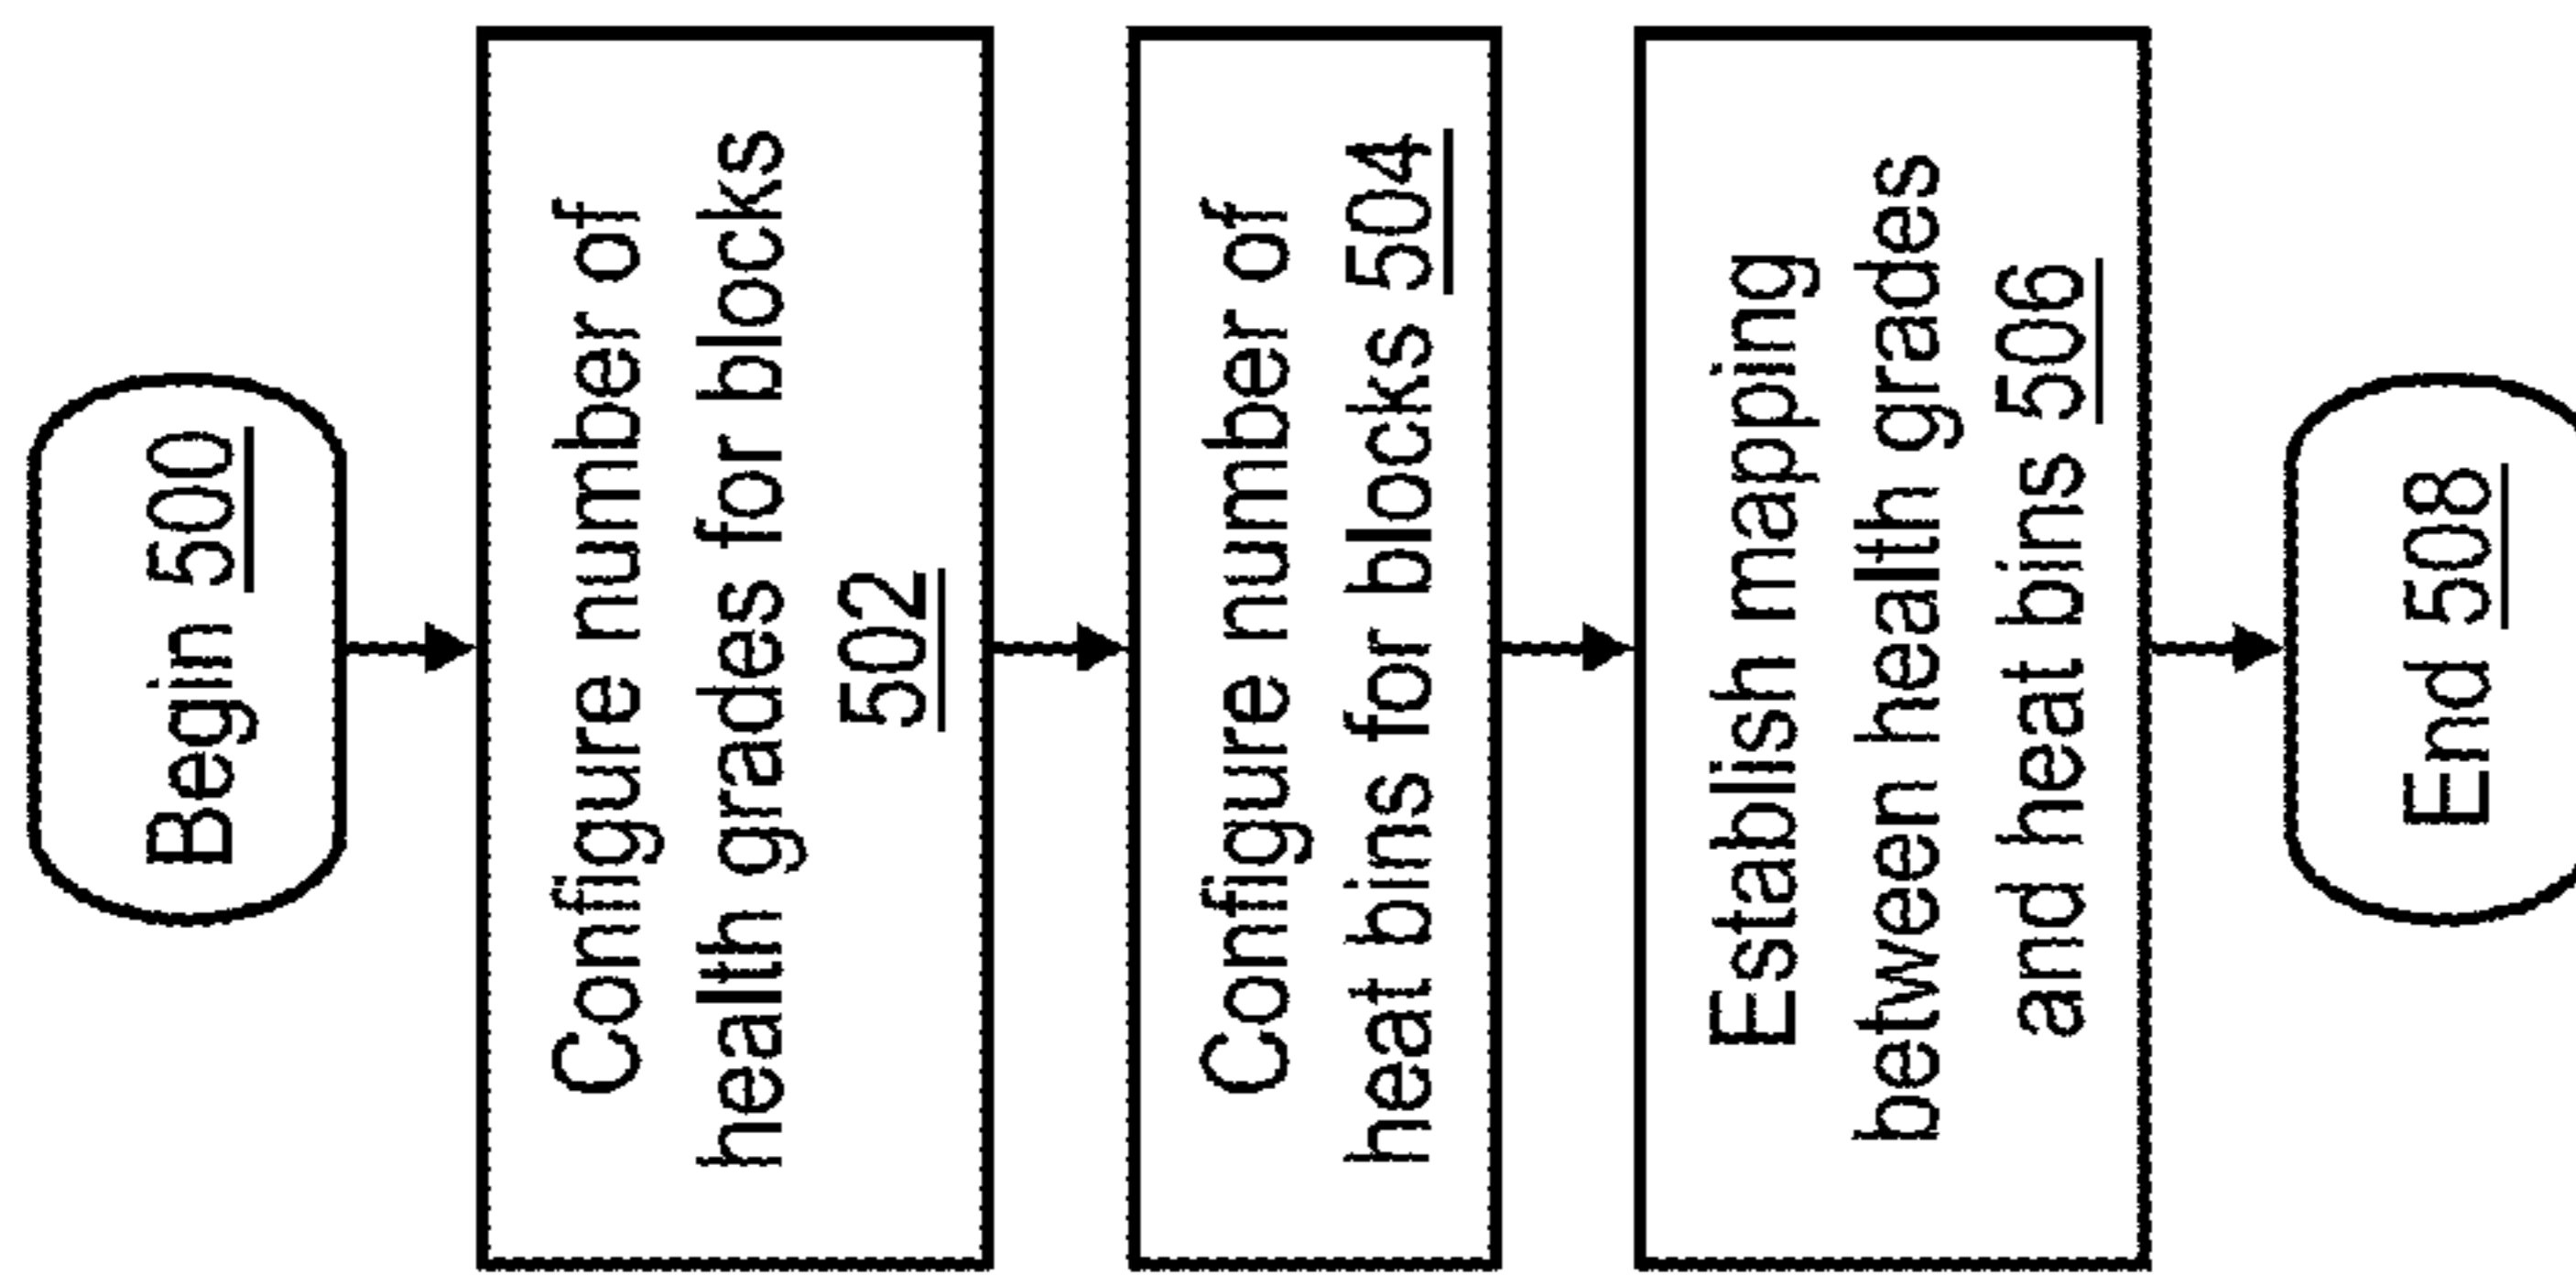 Begin 500
Configure number of
health grades for blocks
502
Configure number of
heat bins for blocks 504
Establish mapping
between health grades
and heat bins 506
End 508